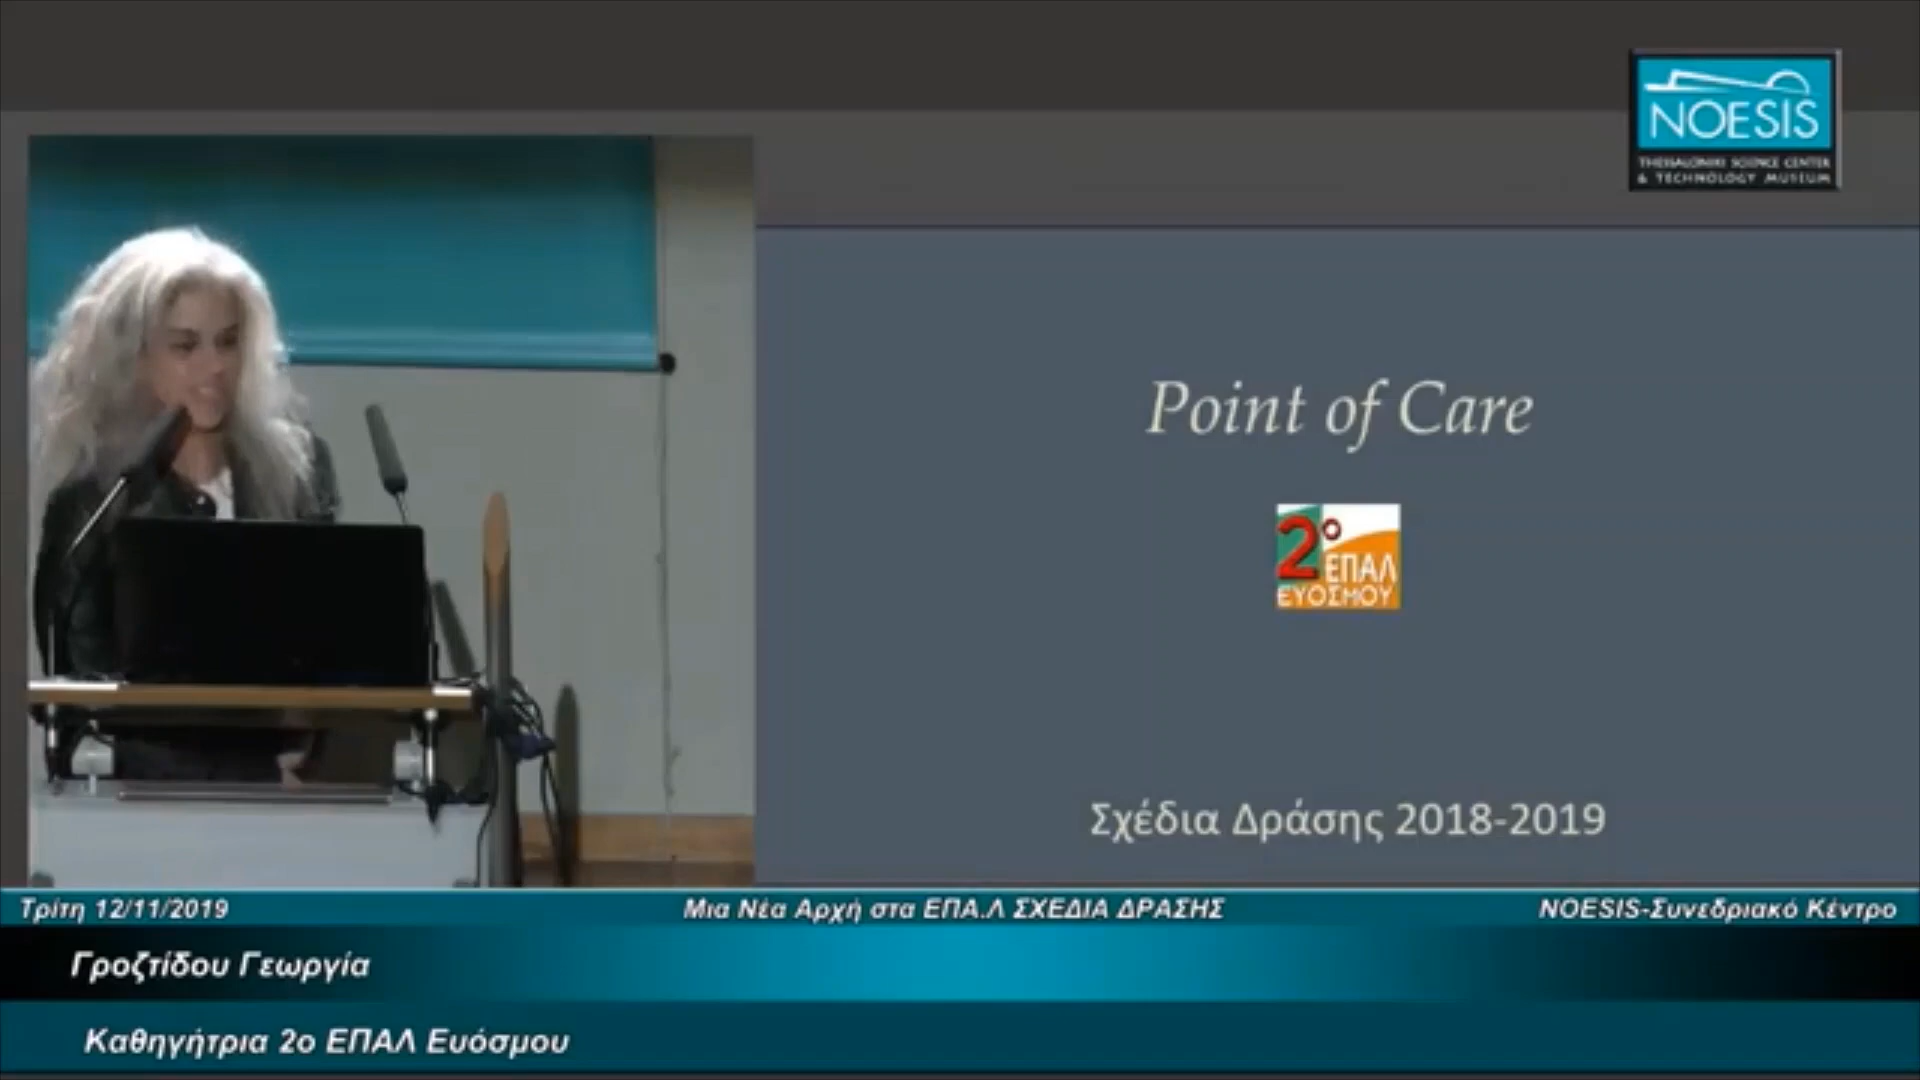 NOESIS
THESSALONIKI SCIENCE CENTER
& TECHNOLOGY MUSEUM
Point of Care
2ο
ΕΠΑΛ
ΕΥΟΣΜΟΥ
Σχέδια Δράσης 2018-2019
Τρίτη 12/11/2019
Μια Νέα Αρχή στα ΕΠΑ.Λ ΣΧΕΔΙΑ ΔΡΑΣΗΣ
NOESIS-Συνεδριακό Κέντρο
Γροζτίδου Γεωργία
Καθηγήτρια 2ο ΕΠΑΛ Ευόσμου